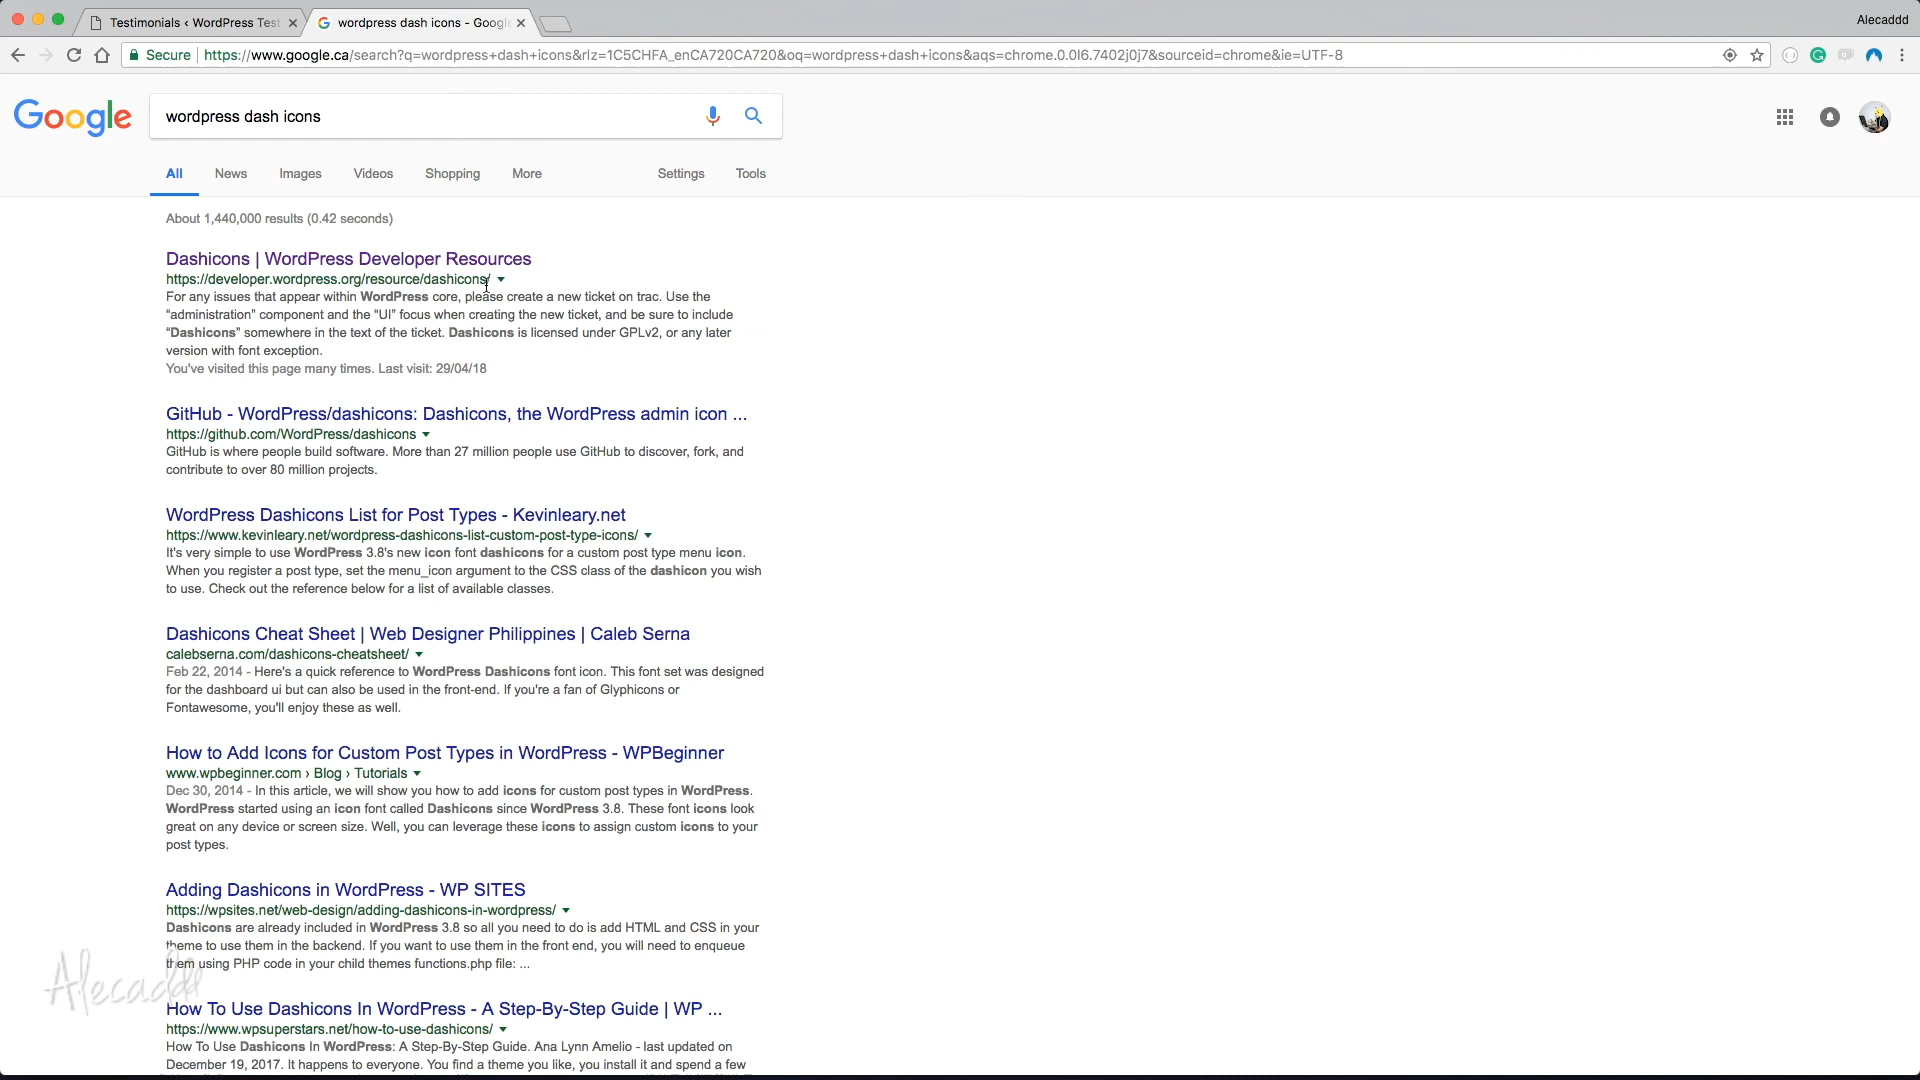 Testimonials ‹ WordPress Test
wordpress dash icons - Google
Alecaddd
Secure
https://www.google.ca/search?q=wordpress+dash+icons&rlz=1C5CHFA_enCA720CA720&oq=wordpress+dash+icons&aqs=chrome.0.0l6.7402j0j7&sourceid=chrome&ie=UTF-8
Google
wordpress dash icons
All News Images Videos Shopping More Settings Tools
About 1,440,000 results (0.42 seconds)
Dashicons | WordPress Developer Resources
https://developer.wordpress.org/resource/dashicons/
For any issues that appear within WordPress core, please create a new ticket on trac. Use the
“administration” component and the “UI” focus when creating the new ticket, and be sure to include
“Dashicons” somewhere in the text of the ticket. Dashicons is licensed under GPLv2, or any later
version with font exception.
You've visited this page many times. Last visit: 29/04/18
GitHub - WordPress/dashicons: Dashicons, the WordPress admin icon ...
https://github.com/WordPress/dashicons
GitHub is where people build software. More than 27 million people use GitHub to discover, fork, and
contribute to over 80 million projects.
WordPress Dashicons List for Post Types - Kevinleary.net
https://www.kevinleary.net/wordpress-dashicons-list-custom-post-type-icons/
It's very simple to use WordPress 3.8's new icon font dashicons for a custom post type menu icon.
When you register a post type, set the menu_icon argument to the CSS class of the dashicon you wish
to use. Check out the reference below for a list of available classes.
Dashicons Cheat Sheet | Web Designer Philippines | Caleb Serna
calebserna.com/dashicons-cheatsheet/
Feb 22, 2014 - Here's a quick reference to WordPress Dashicons font icon. This font set was designed
for the dashboard ui but can also be used in the front-end. If you're a fan of Glyphicons or
Fontawesome, you'll enjoy these as well.
How to Add Icons for Custom Post Types in WordPress - WPBeginner
www.wpbeginner.com › Blog › Tutorials
Dec 30, 2014 - In this article, we will show you how to add icons for custom post types in WordPress.
WordPress started using an icon font called Dashicons since WordPress 3.8. These font icons look
great on any device or screen size. Well, you can leverage these icons to assign custom icons to your
post types.
Adding Dashicons in WordPress - WP SITES
https://wpsites.net/web-design/adding-dashicons-in-wordpress/
Dashicons are already included in WordPress 3.8 so all you need to do is add HTML and CSS in your
theme to use them in the backend. If you want to use them in the front end, you will need to enqueue
them using PHP code in your child themes functions.php file: ...
Alecaddd
How To Use Dashicons In WordPress - A Step-By-Step Guide | WP ...
https://www.wpsuperstars.net/how-to-use-dashicons/
How To Use Dashicons In WordPress: A Step-By-Step Guide. Ana Lynn Amelio - last updated on
December 19, 2017. It happens to everyone. You find a theme you like, you install it and spend a few